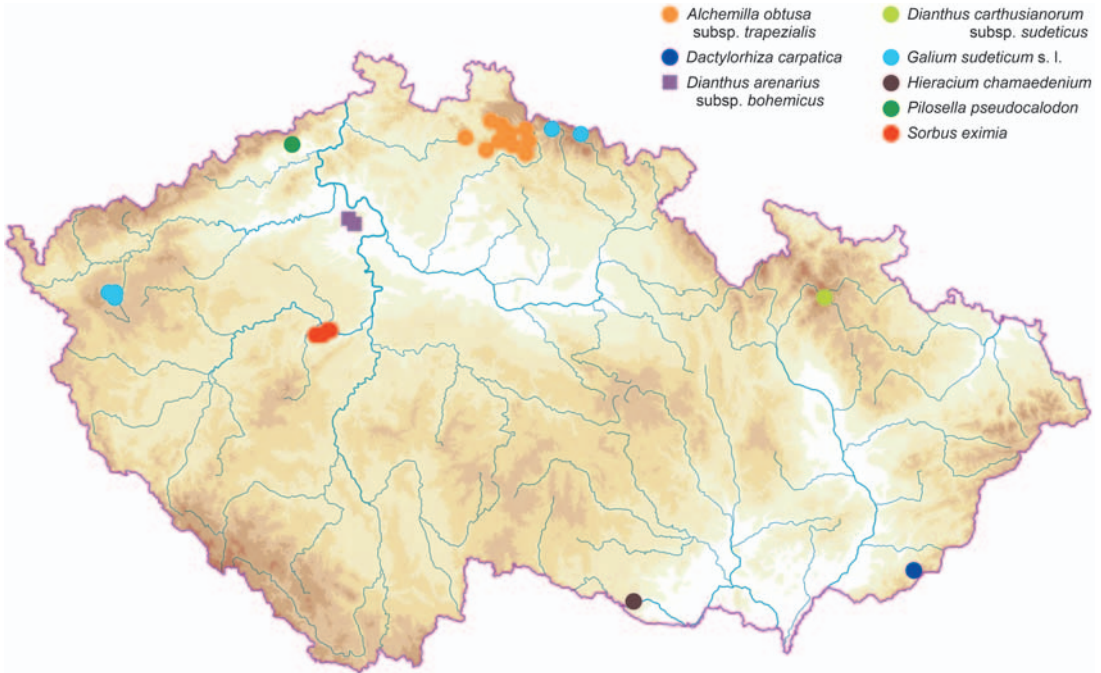 Alchemilla obtusa
subsp. trapezialis
Dactylorhiza carpatica
Dianthus arenarius
subsp. bohemicus
Dianthus carthusianorum
subsp. sudeticus
Galium sudeticum s. l.
Hieracium chamaedenium
Pilosella pseudocalodon
Sorbus eximia